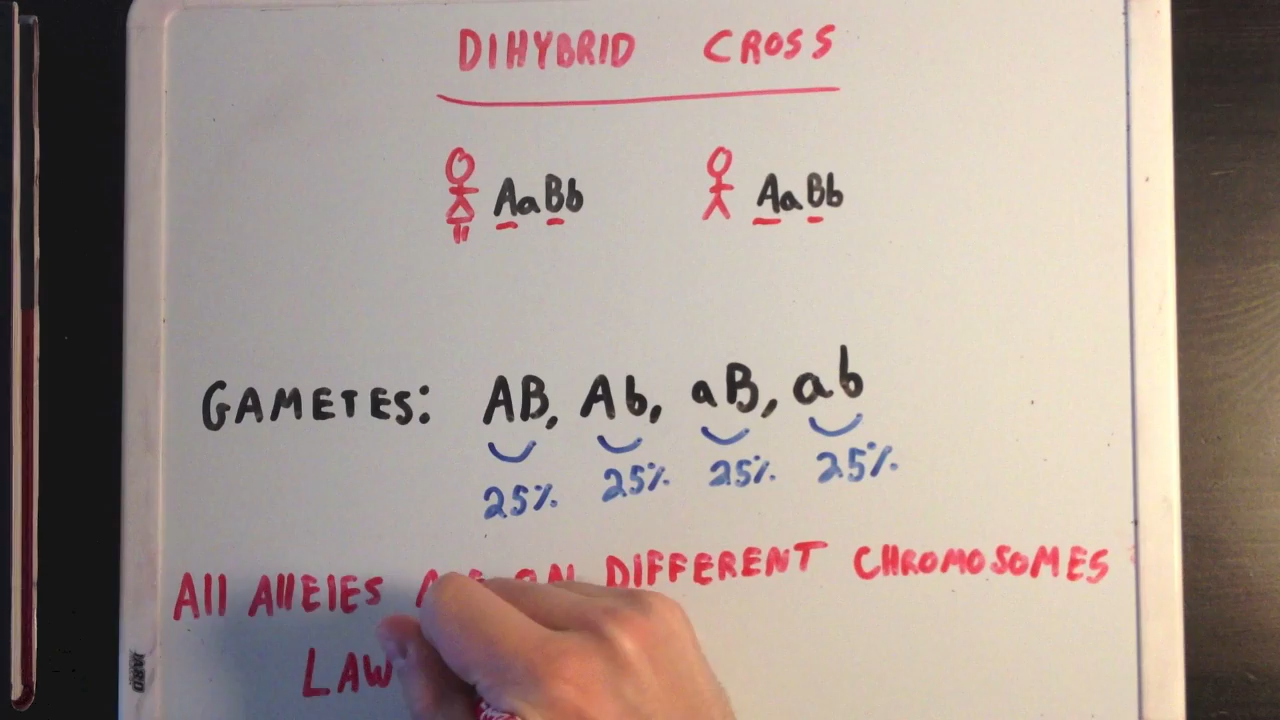 DIHYBRID CROSS
AaBb AaBb
GAMETES: AB, Ab, aB, ab
25% 25% 25% 25%
All AllElES ON DIFFERENT CHROMOSOMES
LAW